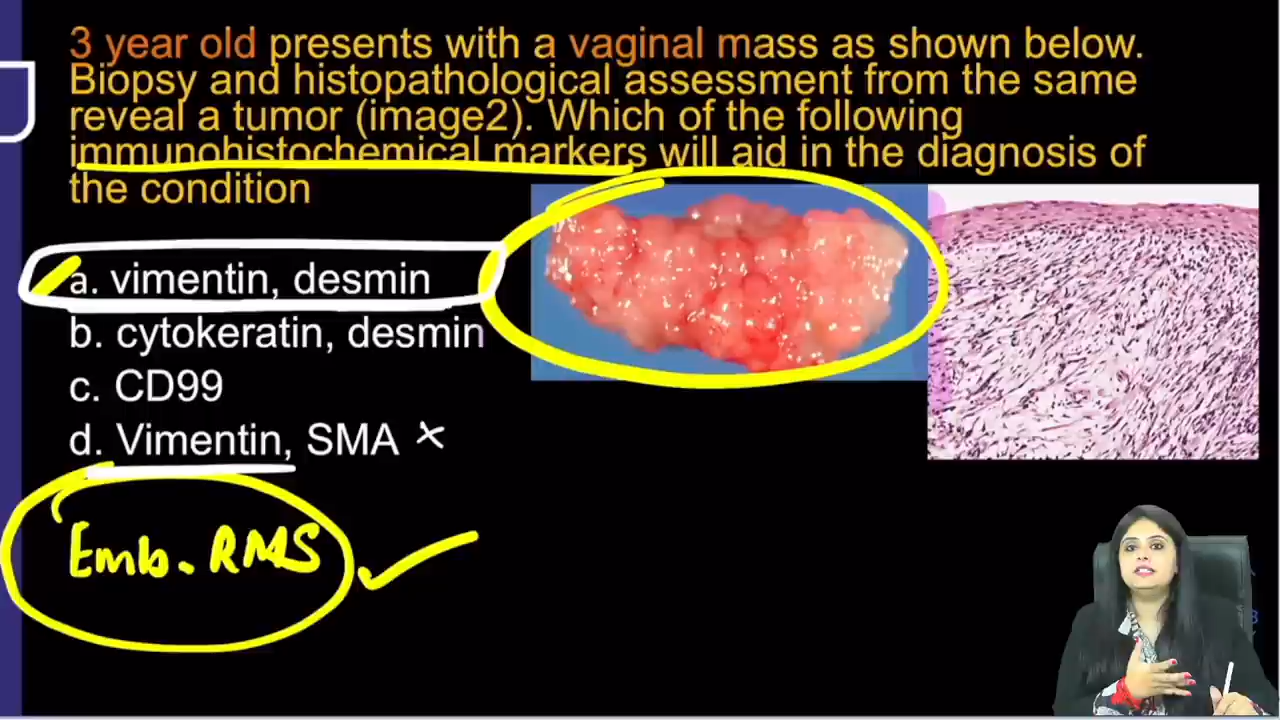 3 year old presents with a vaginal mass as shown below.
Biopsy and histopathological assessment from the same
reveal a tumor (image2). Which of the following
immunohistochemical markers will aid in the diagnosis of
the condition
a. vimentin, desmin
b. cytokeratin, desmin
c. CD99
d. Vimentin, SMA ×
Emb. RMS